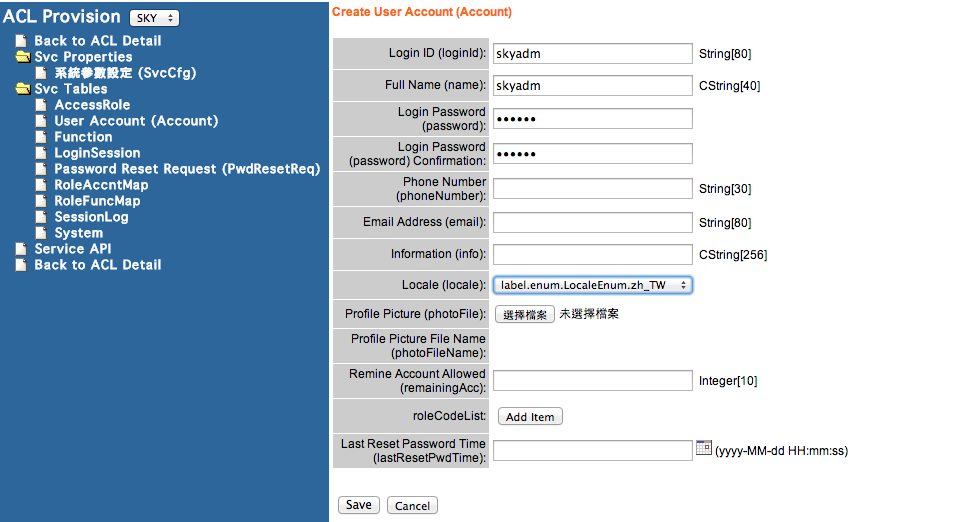 ACL Provision SKY
Back to ACL Detail
Svc Properties
系統參數設定 (SvcCfg)
Svc Tables
AccessRole
User Account (Account)
Function
LoginSession
Password Reset Request (PwdResetReq)
RoleAccntMap
RoleFuncMap
SessionLog
System
Service API
Back to ACL Detail
Create User Account (Account)
Login ID (loginId): skyadm String[80]
Full Name (name): skyadm CString[40]
Login Password
(password): ••••••
Login Password
(password) Confirmation: ••••••
Phone Number
(phoneNumber): String[30]
Email Address (email): String[80]
Information (info): CString[256]
Locale (locale): label.enum.LocaleEnum.zh_TW
Profile Picture (photoFile): 選擇檔案 未選擇檔案
Profile Picture File Name
(photoFileName):
Remine Account Allowed
(remainingAcc): Integer[10]
roleCodeList: Add Item
Last Reset Password Time
(lastResetPwdTime): (yyyy-MM-dd HH:mm:ss)
Save Cancel